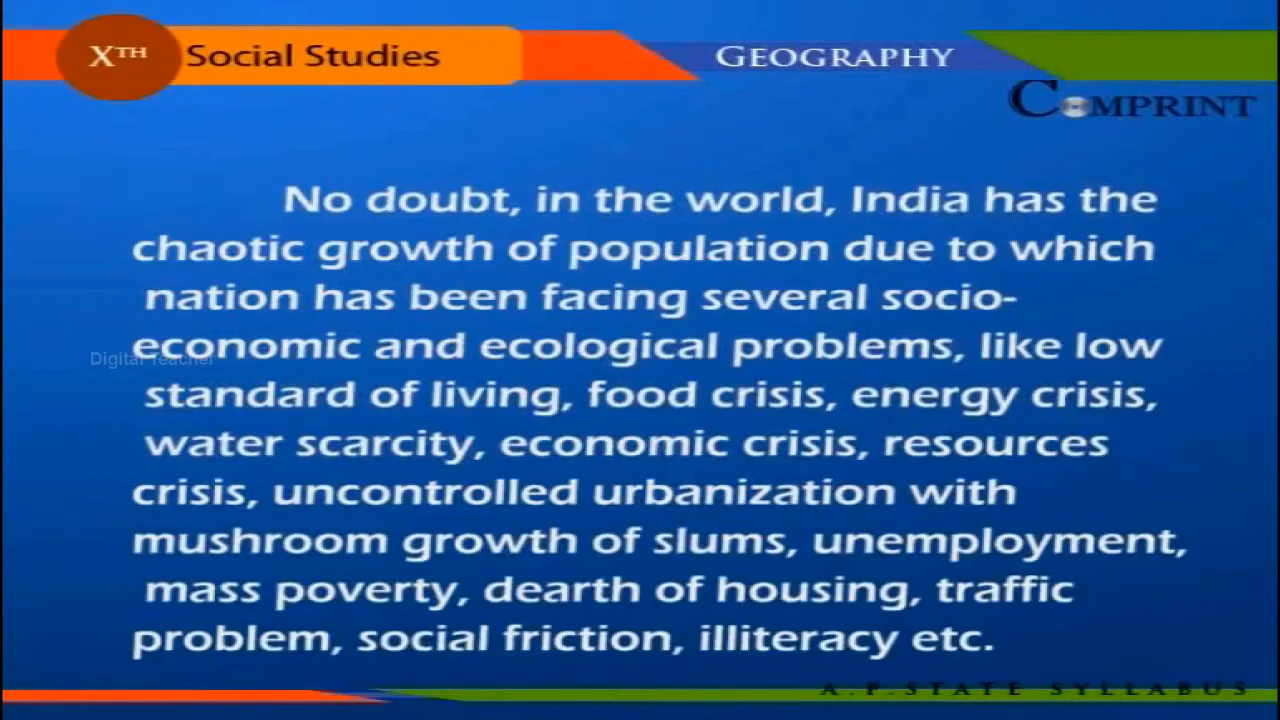 XTH Social Studies GEOGRAPHY
COMPRINT
No doubt, in the world, India has the
chaotic growth of population due to which
nation has been facing several socio-
economic and ecological problems, like low
Digital Teacher
standard of living, food crisis, energy crisis,
water scarcity, economic crisis, resources
crisis, uncontrolled urbanization with
mushroom growth of slums, unemployment,
mass poverty, dearth of housing, traffic
problem, social friction, illiteracy etc.
A.P.STATE SYLLABUS